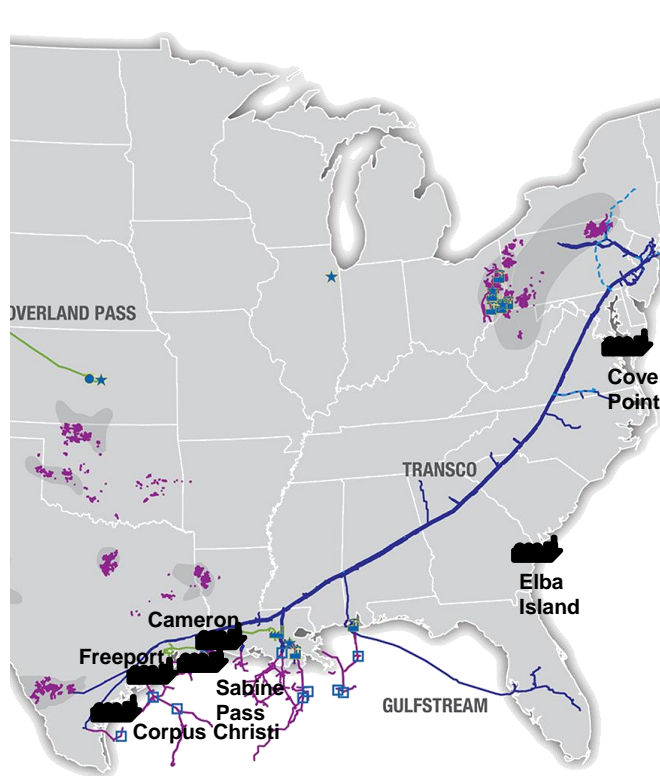 OVERLAND PASS
Cove
Point
TRANSCO
Elba
Island
Cameron
Freeport
Sabine
Pass
GULFSTREAM
Corpus Christi